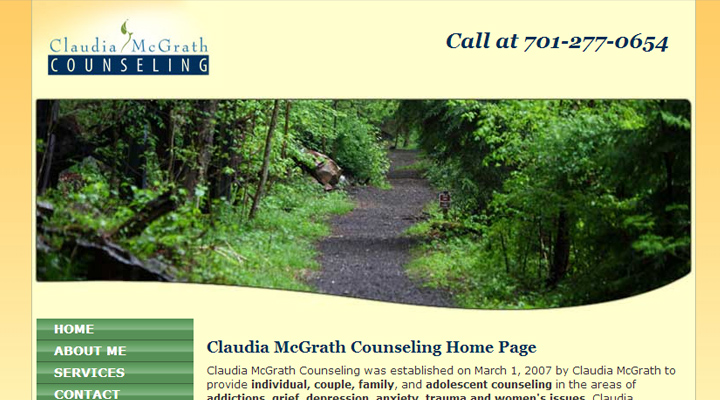 Claudia McGrath
COUNSELING
Call at 701-277-0654
HOME
ABOUT ME
SERVICES
CONTACT
Claudia McGrath Counseling Home Page
Claudia McGrath Counseling was established on March 1, 2007 by Claudia McGrath to
provide individual, couple, family, and adolescent counseling in the areas of
addictions, grief, depression, anxiety, trauma and women's issues. Claudia